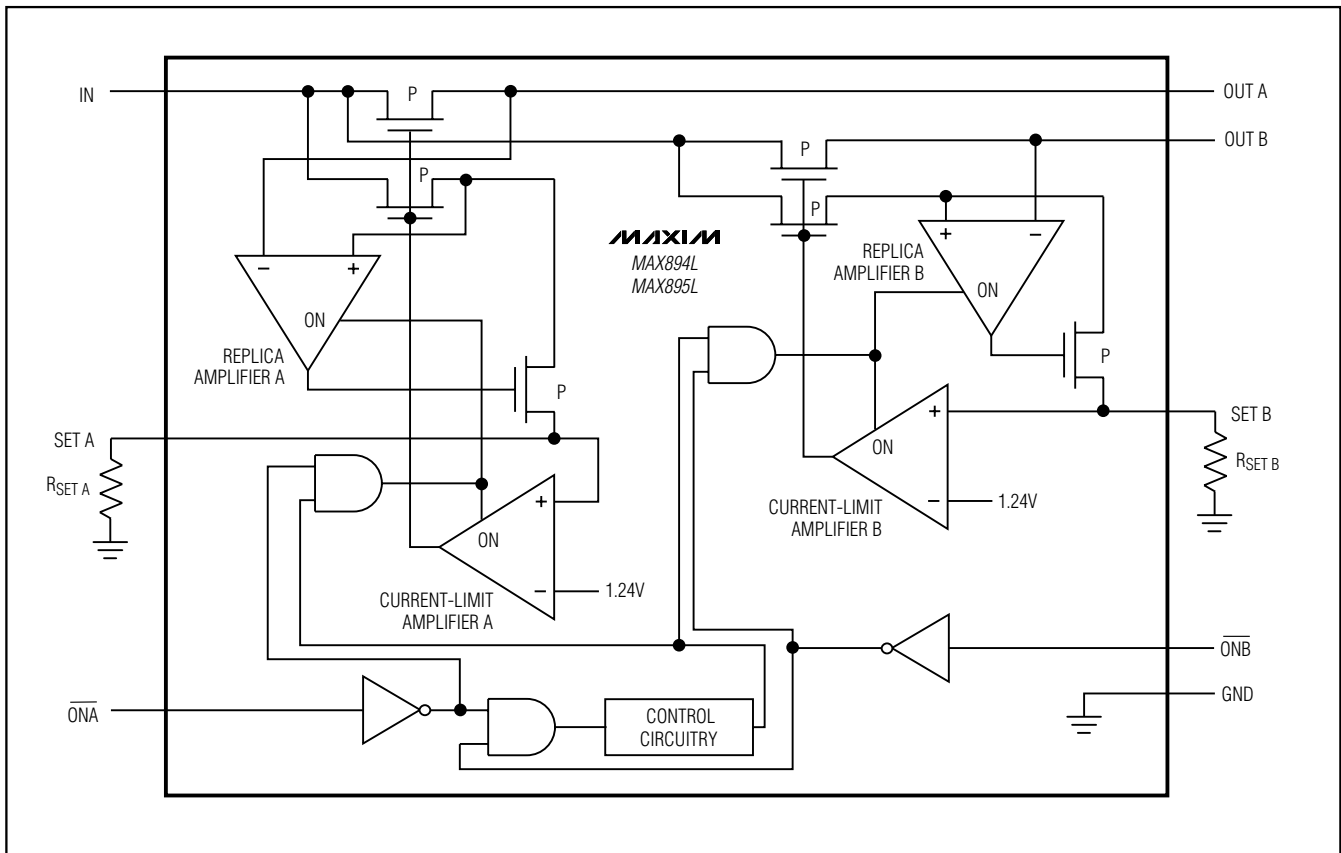 IN
P
OUT A
OUT B
P
P
P
MAXIM
MAX894L
MAX895L
− +
ON
REPLICA
AMPLIFIER A
+ −
REPLICA
AMPLIFIER B
ON
P
P
SET A
RSET A
SET B
RSET B
+
ON
−
1.24V
CURRENT-LIMIT
AMPLIFIER B
+
ON
−
1.24V
CURRENT-LIMIT
AMPLIFIER A
ONB
GND
ONA
CONTROL
CIRCUITRY